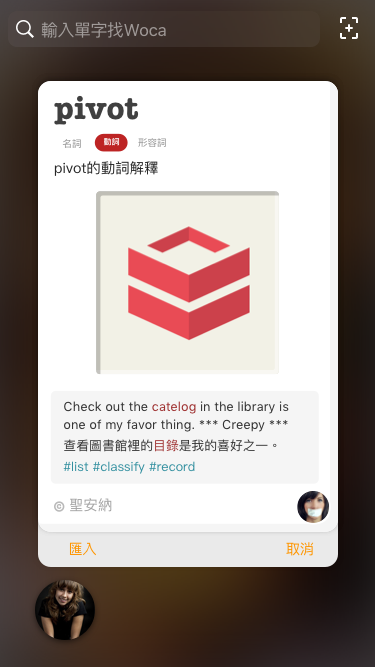 輸入單字找Woca
pivot
名詞 動詞 形容詞
pivot的動詞解釋
Check out the catelog in the library is
one of my favor thing. *** Creepy ***
查看圖書館裡的目錄是我的喜好之一。
#list #classify #record
© 聖安納
匯入 取消